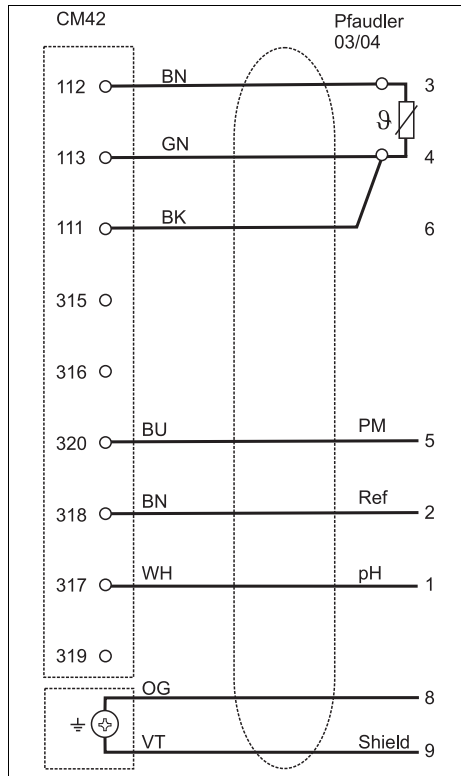 CM42 Pfaudler
03/04
112 BN 3
ϑ
113 GN 4
111 BK 6
315
316
320 BU PM 5
318 BN Ref 2
317 WH pH 1
319
OG 8
VT Shield 9